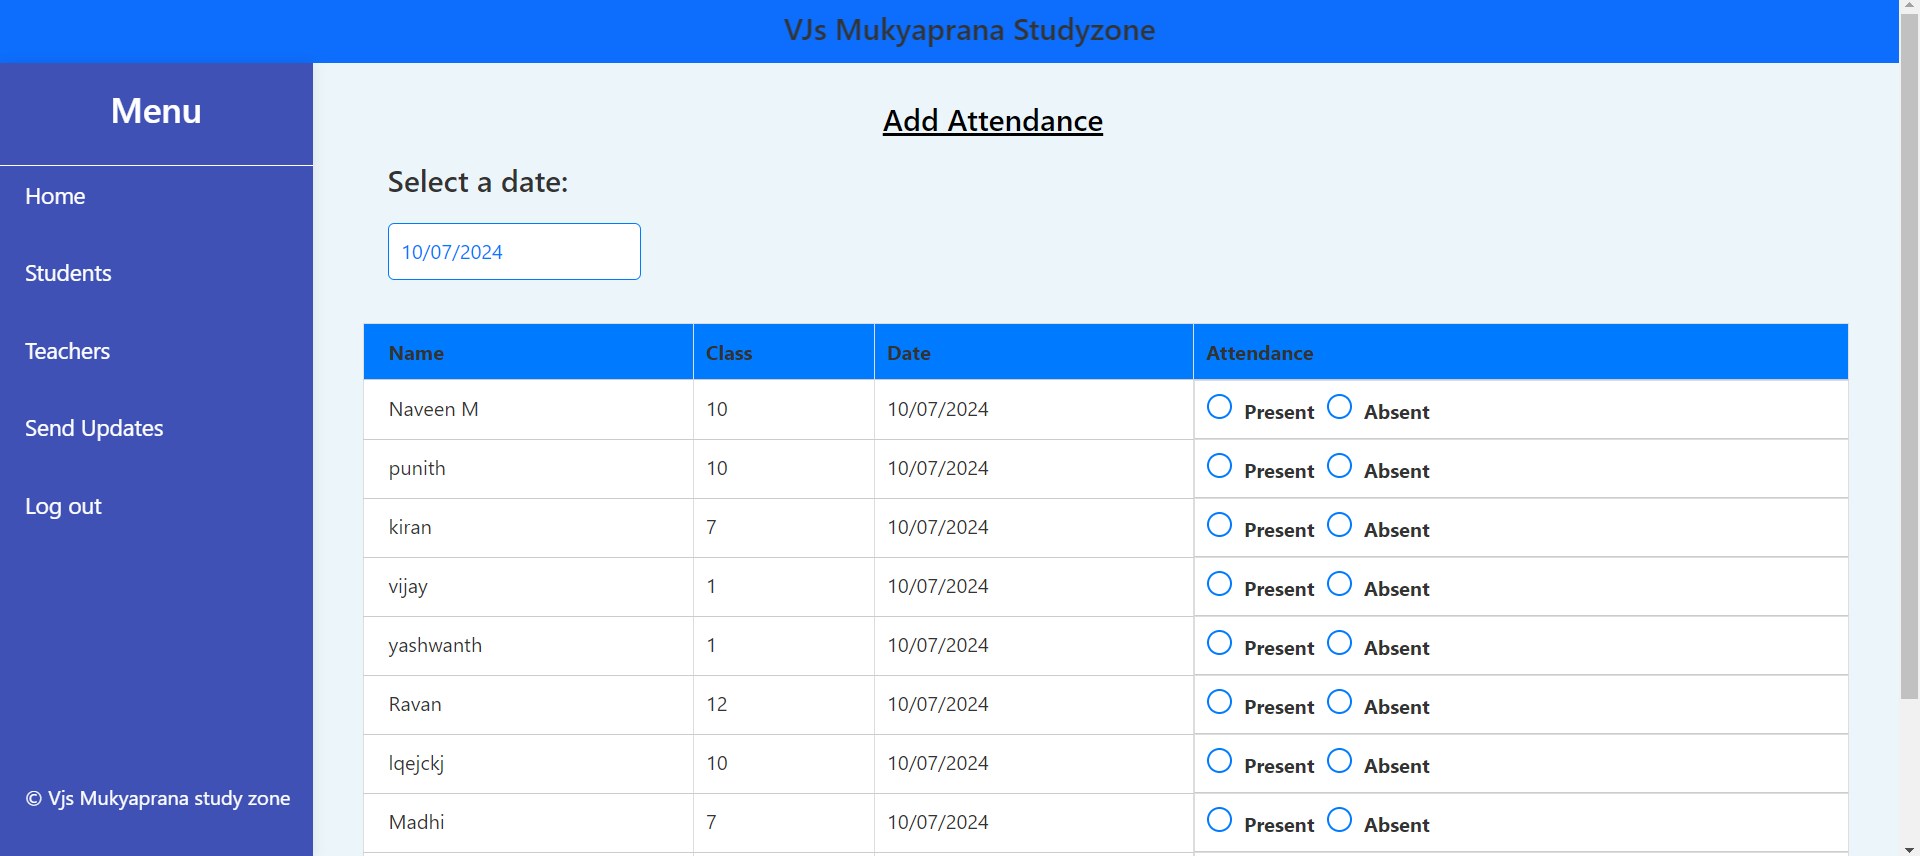 VJs Mukyaprana Studyzone
Menu
Home
Students
Teachers
Send Updates
Log out
© Vjs Mukyaprana study zone
Add Attendance
Select a date:
10/07/2024
Name Class Date Attendance
Naveen M 10 10/07/2024 Present Absent
punith 10 10/07/2024 Present Absent
kiran 7 10/07/2024 Present Absent
vijay 1 10/07/2024 Present Absent
yashwanth 1 10/07/2024 Present Absent
Ravan 12 10/07/2024 Present Absent
lqejckj 10 10/07/2024 Present Absent
Madhi 7 10/07/2024 Present Absent